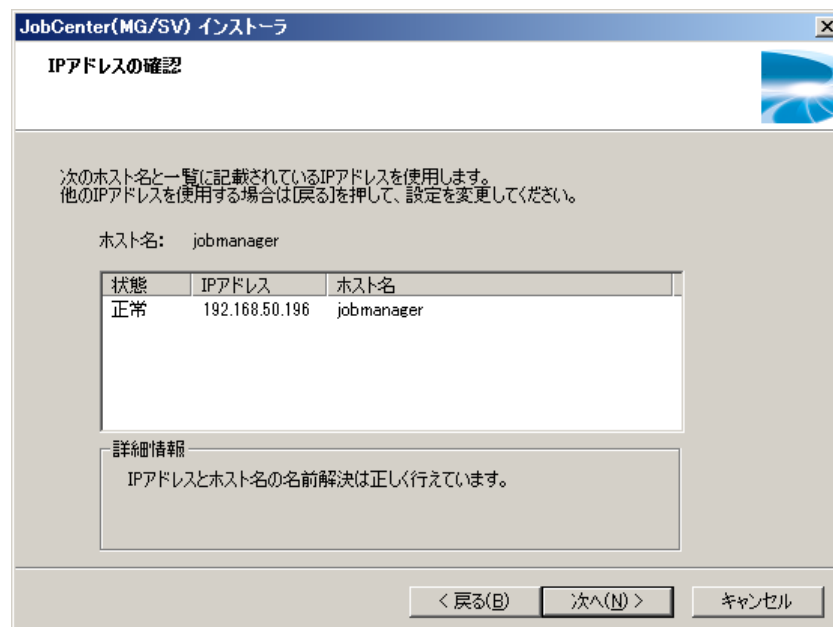 JobCenter(MG/SV) インストーラ
IPアドレスの確認
次のホスト名と一覧に記載されているIPアドレスを使用します。
他のIPアドレスを使用する場合は[戻る]を押して、設定を変更してください。
ホスト名: jobmanager
状態 IPアドレス ホスト名
正常 192.168.50.196 jobmanager
詳細情報
IPアドレスとホスト名の名前解決は正しく行えています。
< 戻る(B) 次へ(N) > キャンセル